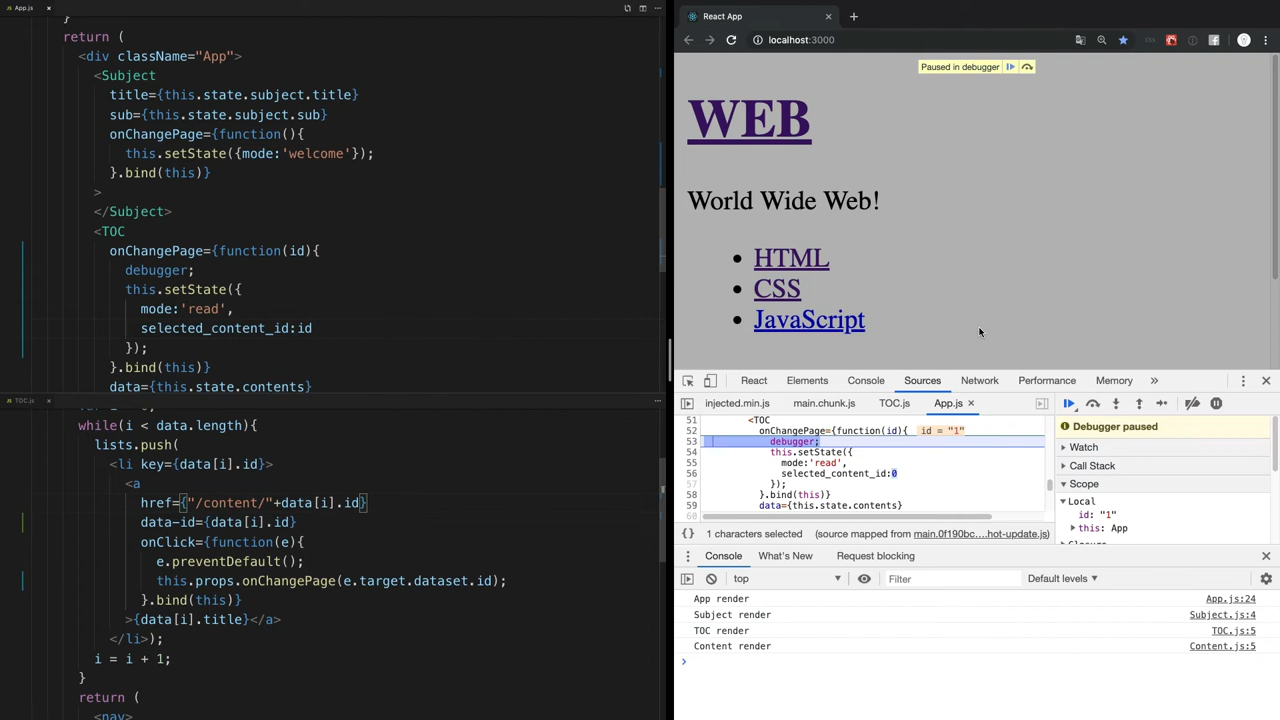 App.js ×
}
return (
<div className="App">
<Subject
title={this.state.subject.title}
sub={this.state.subject.sub}
onChangePage={function(){
this.setState({mode:'welcome'});
}.bind(this)}
>
</Subject>
<TOC
onChangePage={function(id){
debugger;
this.setState({
mode:'read',
selected_content_id:id
});
}.bind(this)}
data={this.state.contents}
TOC.js ×
while(i < data.length){
lists.push(
<li key={data[i].id}>
<a
href={"/content/"+data[i].id}
data-id={data[i].id}
onClick={function(e){
e.preventDefault();
this.props.onChangePage(e.target.dataset.id);
}.bind(this)}
>{data[i].title}</a>
</li>);
i = i + 1;
}
return (
<nav>
React App
localhost:3000
Paused in debugger
WEB
World Wide Web!
HTML
CSS
JavaScript
React Elements Console Sources Network Performance Memory »
injected.min.js main.chunk.js TOC.js App.js ×
51 <TOC
52 onChangePage={function(id){ id = "1"
53 debugger;
54 this.setState({
55 mode:'read',
56 selected_content_id:0
57 });
58 }.bind(this)}
59 data={this.state.contents}
60
{ } 1 characters selected (source mapped from main.0f190bc…hot-update.js)
Debugger paused
Watch
Call Stack
Scope
Local
id: "1"
this: App
Console What's New Request blocking
top Filter Default levels
App render App.js:24
Subject render Subject.js:4
TOC render TOC.js:5
Content render Content.js:5